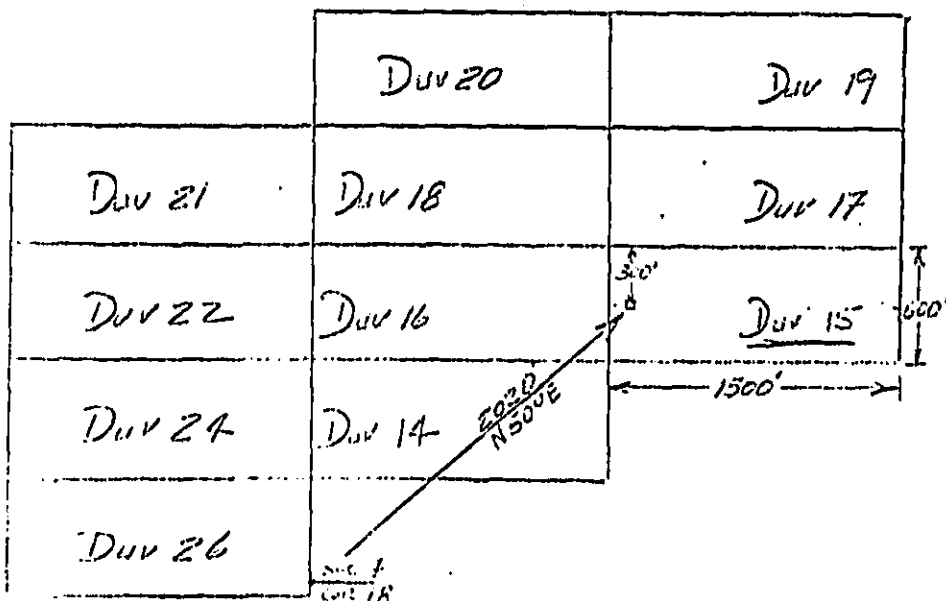 Duv 20
Duv 19
Duv 21
Duv 18
Duv 17
300'
Duv 22
Duv 16
Duv 15
600'
1500'
2020'
N50°E
Duv 24
Duv 14
Duv 26
18